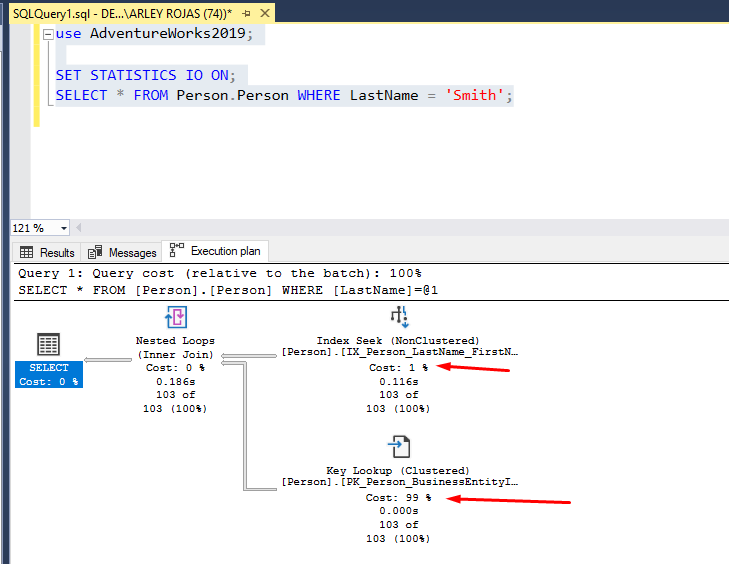 SQLQuery1.sql - DE...\ARLEY ROJAS (74))*
use AdventureWorks2019;
SET STATISTICS IO ON;
SELECT * FROM Person.Person WHERE LastName = 'Smith';
121 %
Results Messages Execution plan
Query 1: Query cost (relative to the batch): 100%
SELECT * FROM [Person].[Person] WHERE [LastName]=@1
SELECT
Cost: 0 %
Nested Loops
(Inner Join)
Cost: 0 %
0.186s
103 of
103 (100%)
Index Seek (NonClustered)
[Person].[IX_Person_LastName_FirstN…
Cost: 1 %
0.116s
103 of
103 (100%)
Key Lookup (Clustered)
[Person].[PK_Person_BusinessEntityI…
Cost: 99 %
0.000s
103 of
103 (100%)